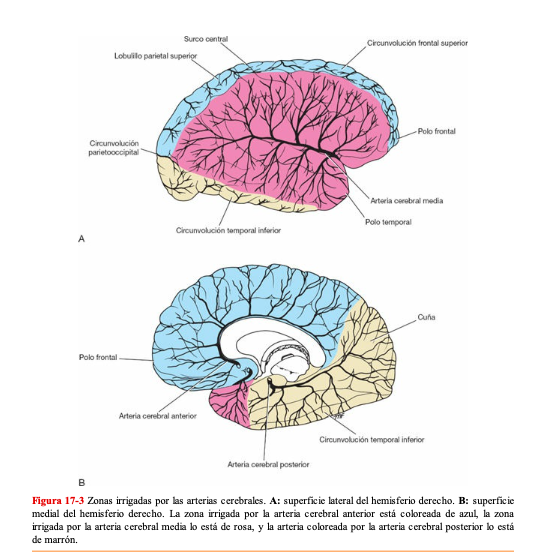 Surco central
Circunvolución frontal superior
Lobulillo parietal superior
Polo frontal
Circunvolución
parietooccípital
Arteria cerebral media
Polo temporal
Circunvolución temporal inferior
A
Cuña
Polo frontal
Arteria cerebral anterior
Circunvolución temporal inferior
Arteria cerebral posterior
B
Figura 17-3 Zonas irrigadas por las arterias cerebrales. A: superficie lateral del hemisferio derecho. B: superficie
medial del hemisferio derecho. La zona irrigada por la arteria cerebral anterior está coloreada de azul, la zona
irrigada por la arteria cerebral media lo está de rosa, y la arteria coloreada por la arteria cerebral posterior lo está
de marrón.